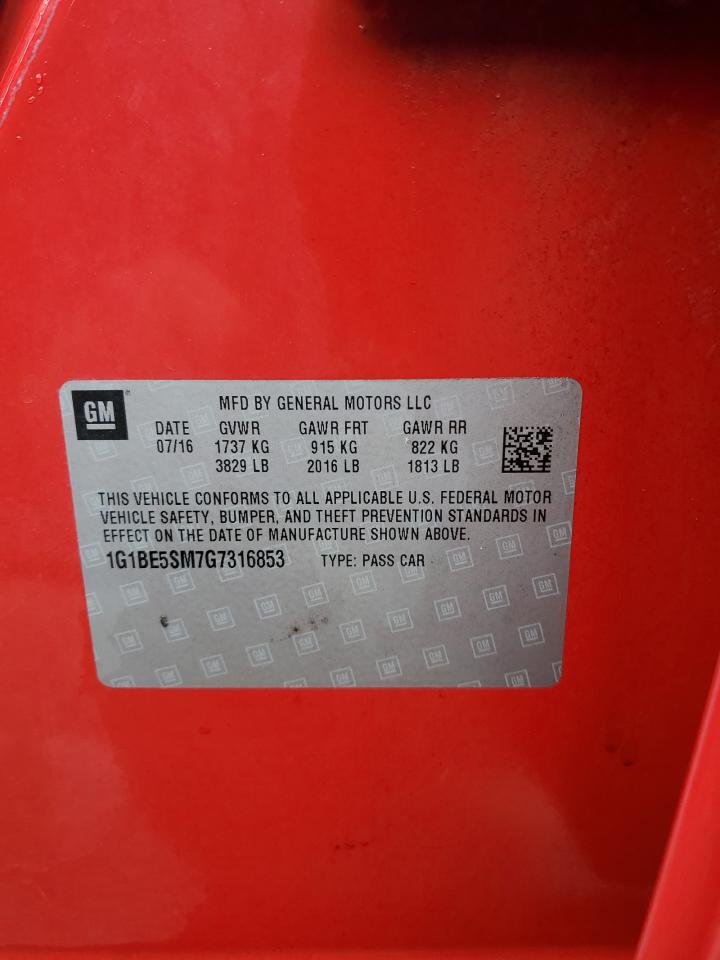 GM
MFD BY GENERAL MOTORS LLC
DATE GVWR GAWR FRT GAWR RR
07/16 1737 KG 915 KG 822 KG
3829 LB 2016 LB 1813 LB
THIS VEHICLE CONFORMS TO ALL APPLICABLE U.S. FEDERAL MOTOR
VEHICLE SAFETY, BUMPER, AND THEFT PREVENTION STANDARDS IN
EFFECT ON THE DATE OF MANUFACTURE SHOWN ABOVE.
1G1BE5SM7G7316853 TYPE: PASS CAR